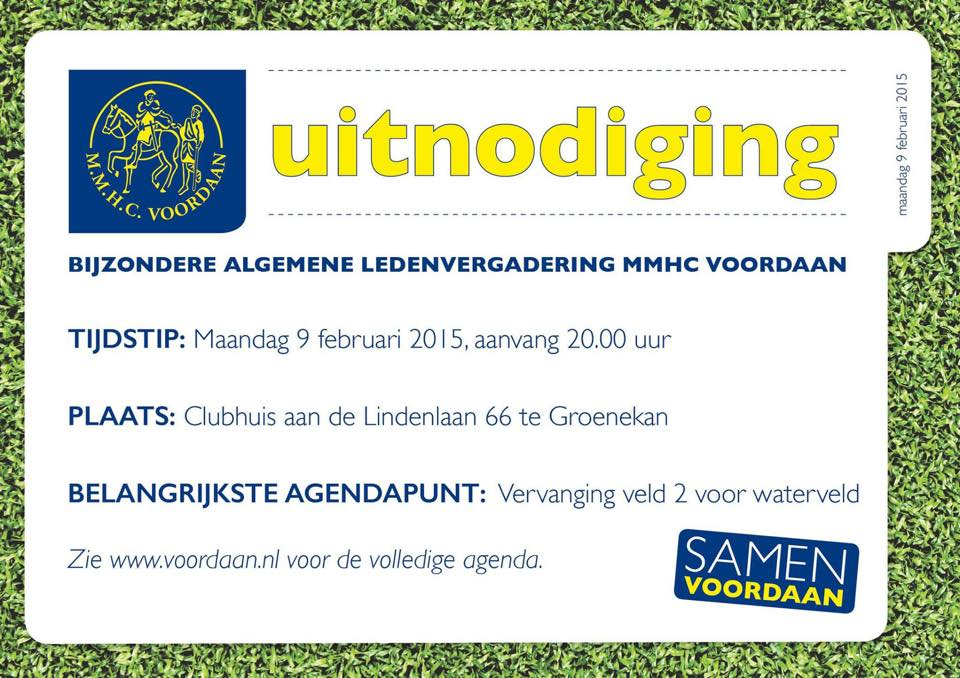 M.M.H.C. VOORDAAN
uitnodiging
maandag 9 februari 2015
BIJZONDERE ALGEMENE LEDENVERGADERING MMHC VOORDAAN
TIJDSTIP: Maandag 9 februari 2015, aanvang 20.00 uur
PLAATS: Clubhuis aan de Lindenlaan 66 te Groenekan
BELANGRIJKSTE AGENDAPUNT: Vervanging veld 2 voor waterveld
Zie www.voordaan.nl voor de volledige agenda.
SAMEN
VOORDAAN